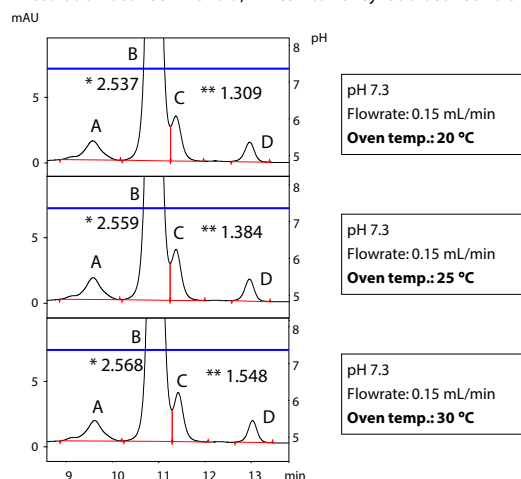 mAU
pH
B
8
* 2.537
** 1.309
7
5
C
6
A
D
5
0
pH 7.3
Flowrate: 0.15 mL/min
Oven temp.: 20 °C
B
8
* 2.559
** 1.384
7
5
C
6
A
D
5
0
pH 7.3
Flowrate: 0.15 mL/min
Oven temp.: 25 °C
B
8
* 2.568
** 1.548
7
5
C
6
A
D
5
0
pH 7.3
Flowrate: 0.15 mL/min
Oven temp.: 30 °C
9 10 11 12 13 min